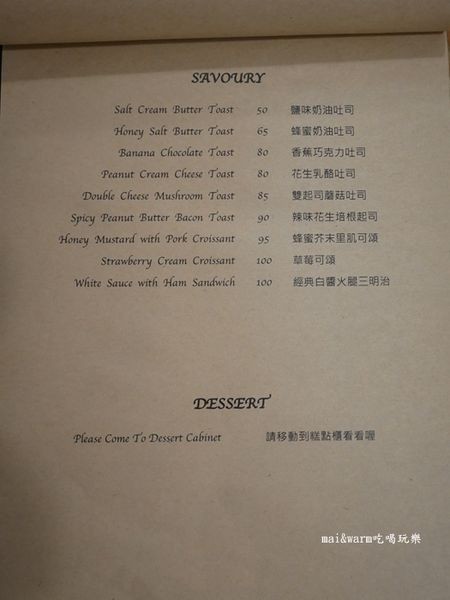 SAVOURY
Salt Cream Butter Toast 50 鹽味奶油吐司
Honey Salt Butter Toast 65 蜂蜜奶油吐司
Banana Chocolate Toast 80 香蕉巧克力吐司
Peanut Cream Cheese Toast 80 花生乳酪吐司
Double Cheese Mushroom Toast 85 雙起司蘑菇吐司
Spicy Peanut Butter Bacon Toast 90 辣味花生培根起司
Honey Mustard with Pork Croissant 95 蜂蜜芥末里肌可頌
Strawberry Cream Croissant 100 草莓可頌
White Sauce with Ham Sandwich 100 經典白醬火腿三明治
DESSERT
Please Come To Dessert Cabinet 請移動到糕點櫃看看喔
mai&warm吃喝玩樂